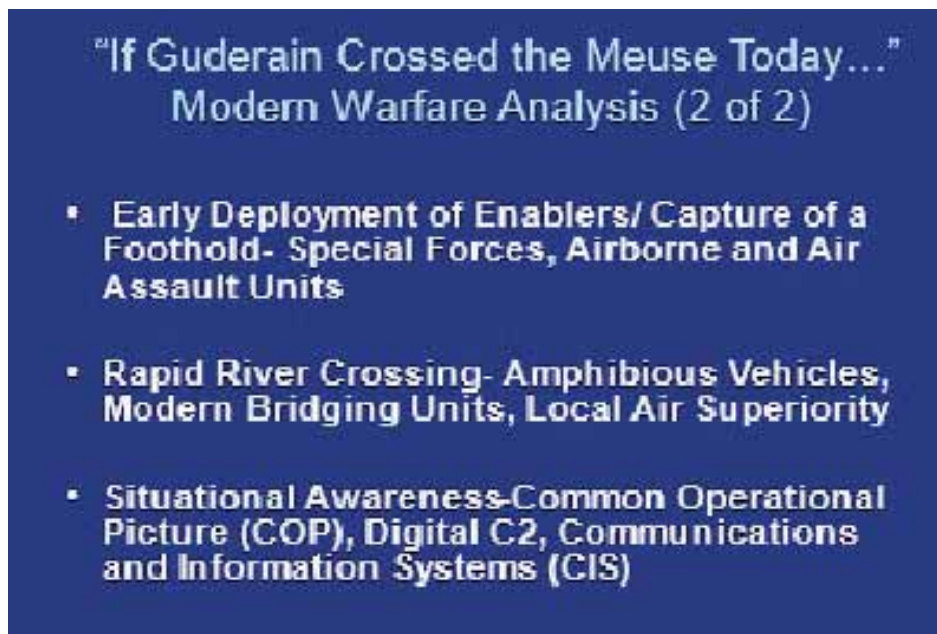 “If Guderain Crossed the Meuse Today…”
Modern Warfare Analysis (2 of 2)
▪ Early Deployment of Enablers/ Capture of a
Foothold- Special Forces, Airborne and Air
Assault Units
▪ Rapid River Crossing- Amphibious Vehicles,
Modern Bridging Units, Local Air Superiority
▪ Situational Awareness-Common Operational
Picture (COP), Digital C2, Communications
and Information Systems (CIS)